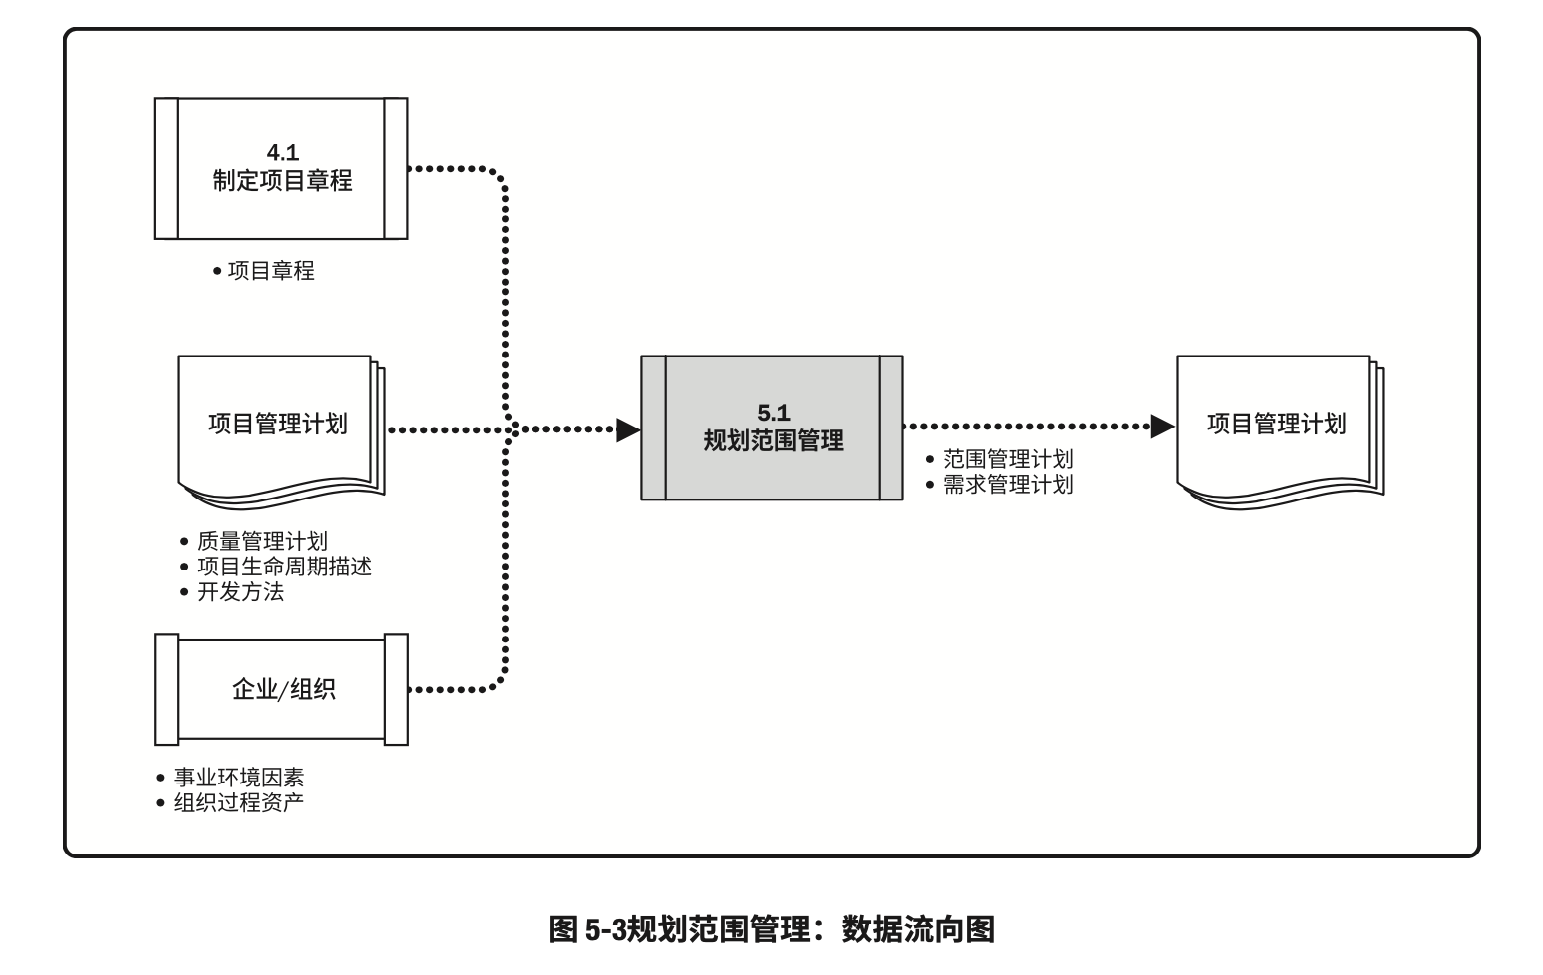 4.1
制定项目章程
• 项目章程
项目管理计划
• 质量管理计划
• 项目生命周期描述
• 开发方法
企业/组织
• 事业环境因素
• 组织过程资产
5.1
规划范围管理
• 范围管理计划
• 需求管理计划
项目管理计划
图 5-3规划范围管理：数据流向图